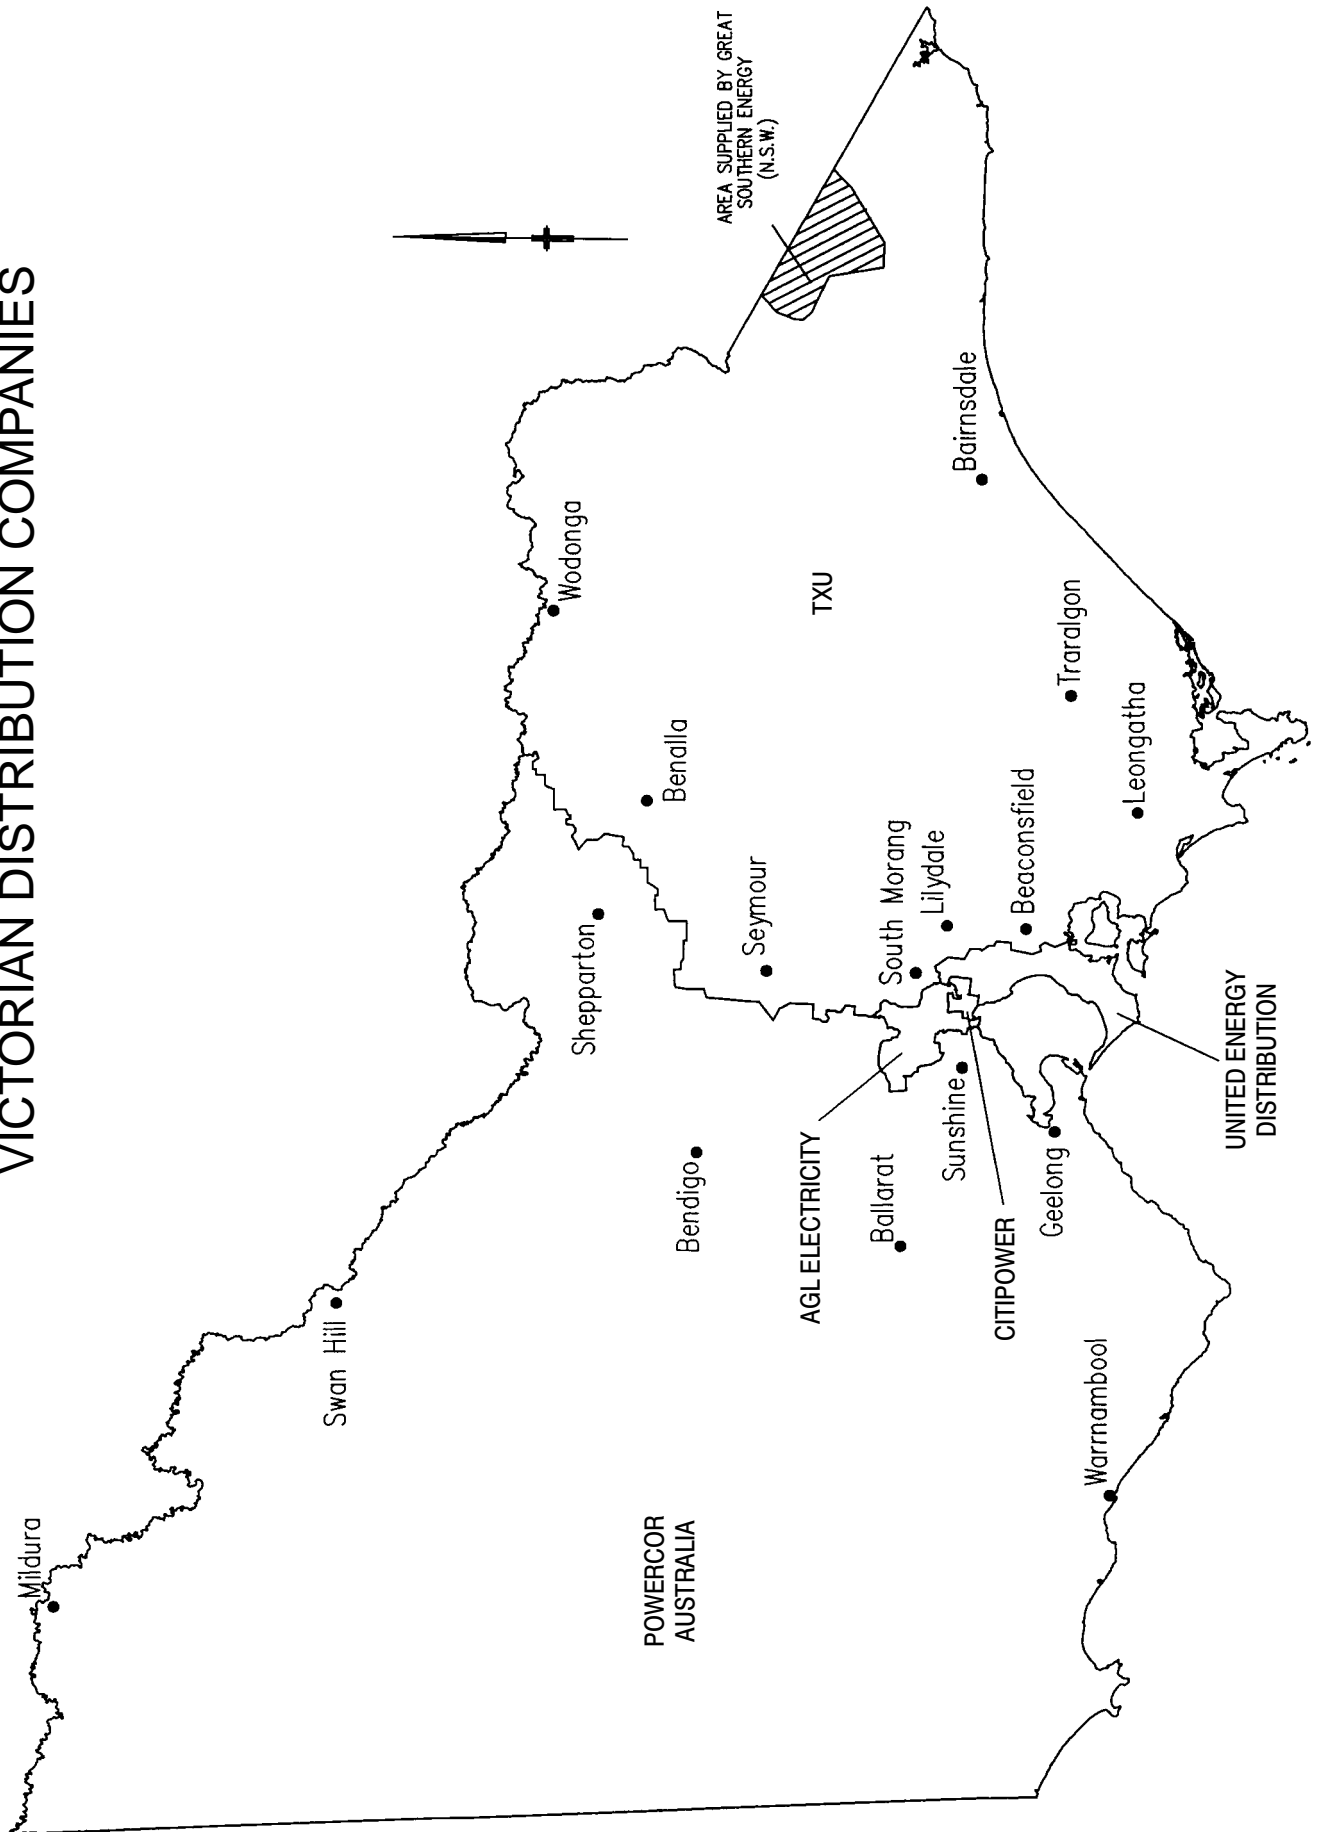 VICTORIAN DISTRIBUTION COMPANIES
Mildura
Swan Hill
Wodonga
AREA SUPPLIED BY GREAT
SOUTHERN ENERGY
(N.S.W.)
Shepparton
Benalla
Bendigo
Seymour
POWERCOR
AUSTRALIA
TXU
AGL ELECTRICITY
Ballarat
South Morang
Lilydale
Sunshine
Bairnsdale
CITIPOWER
Beaconsfield
Geelong
Traralgon
Warrnambool
Leongatha
UNITED ENERGY
DISTRIBUTION